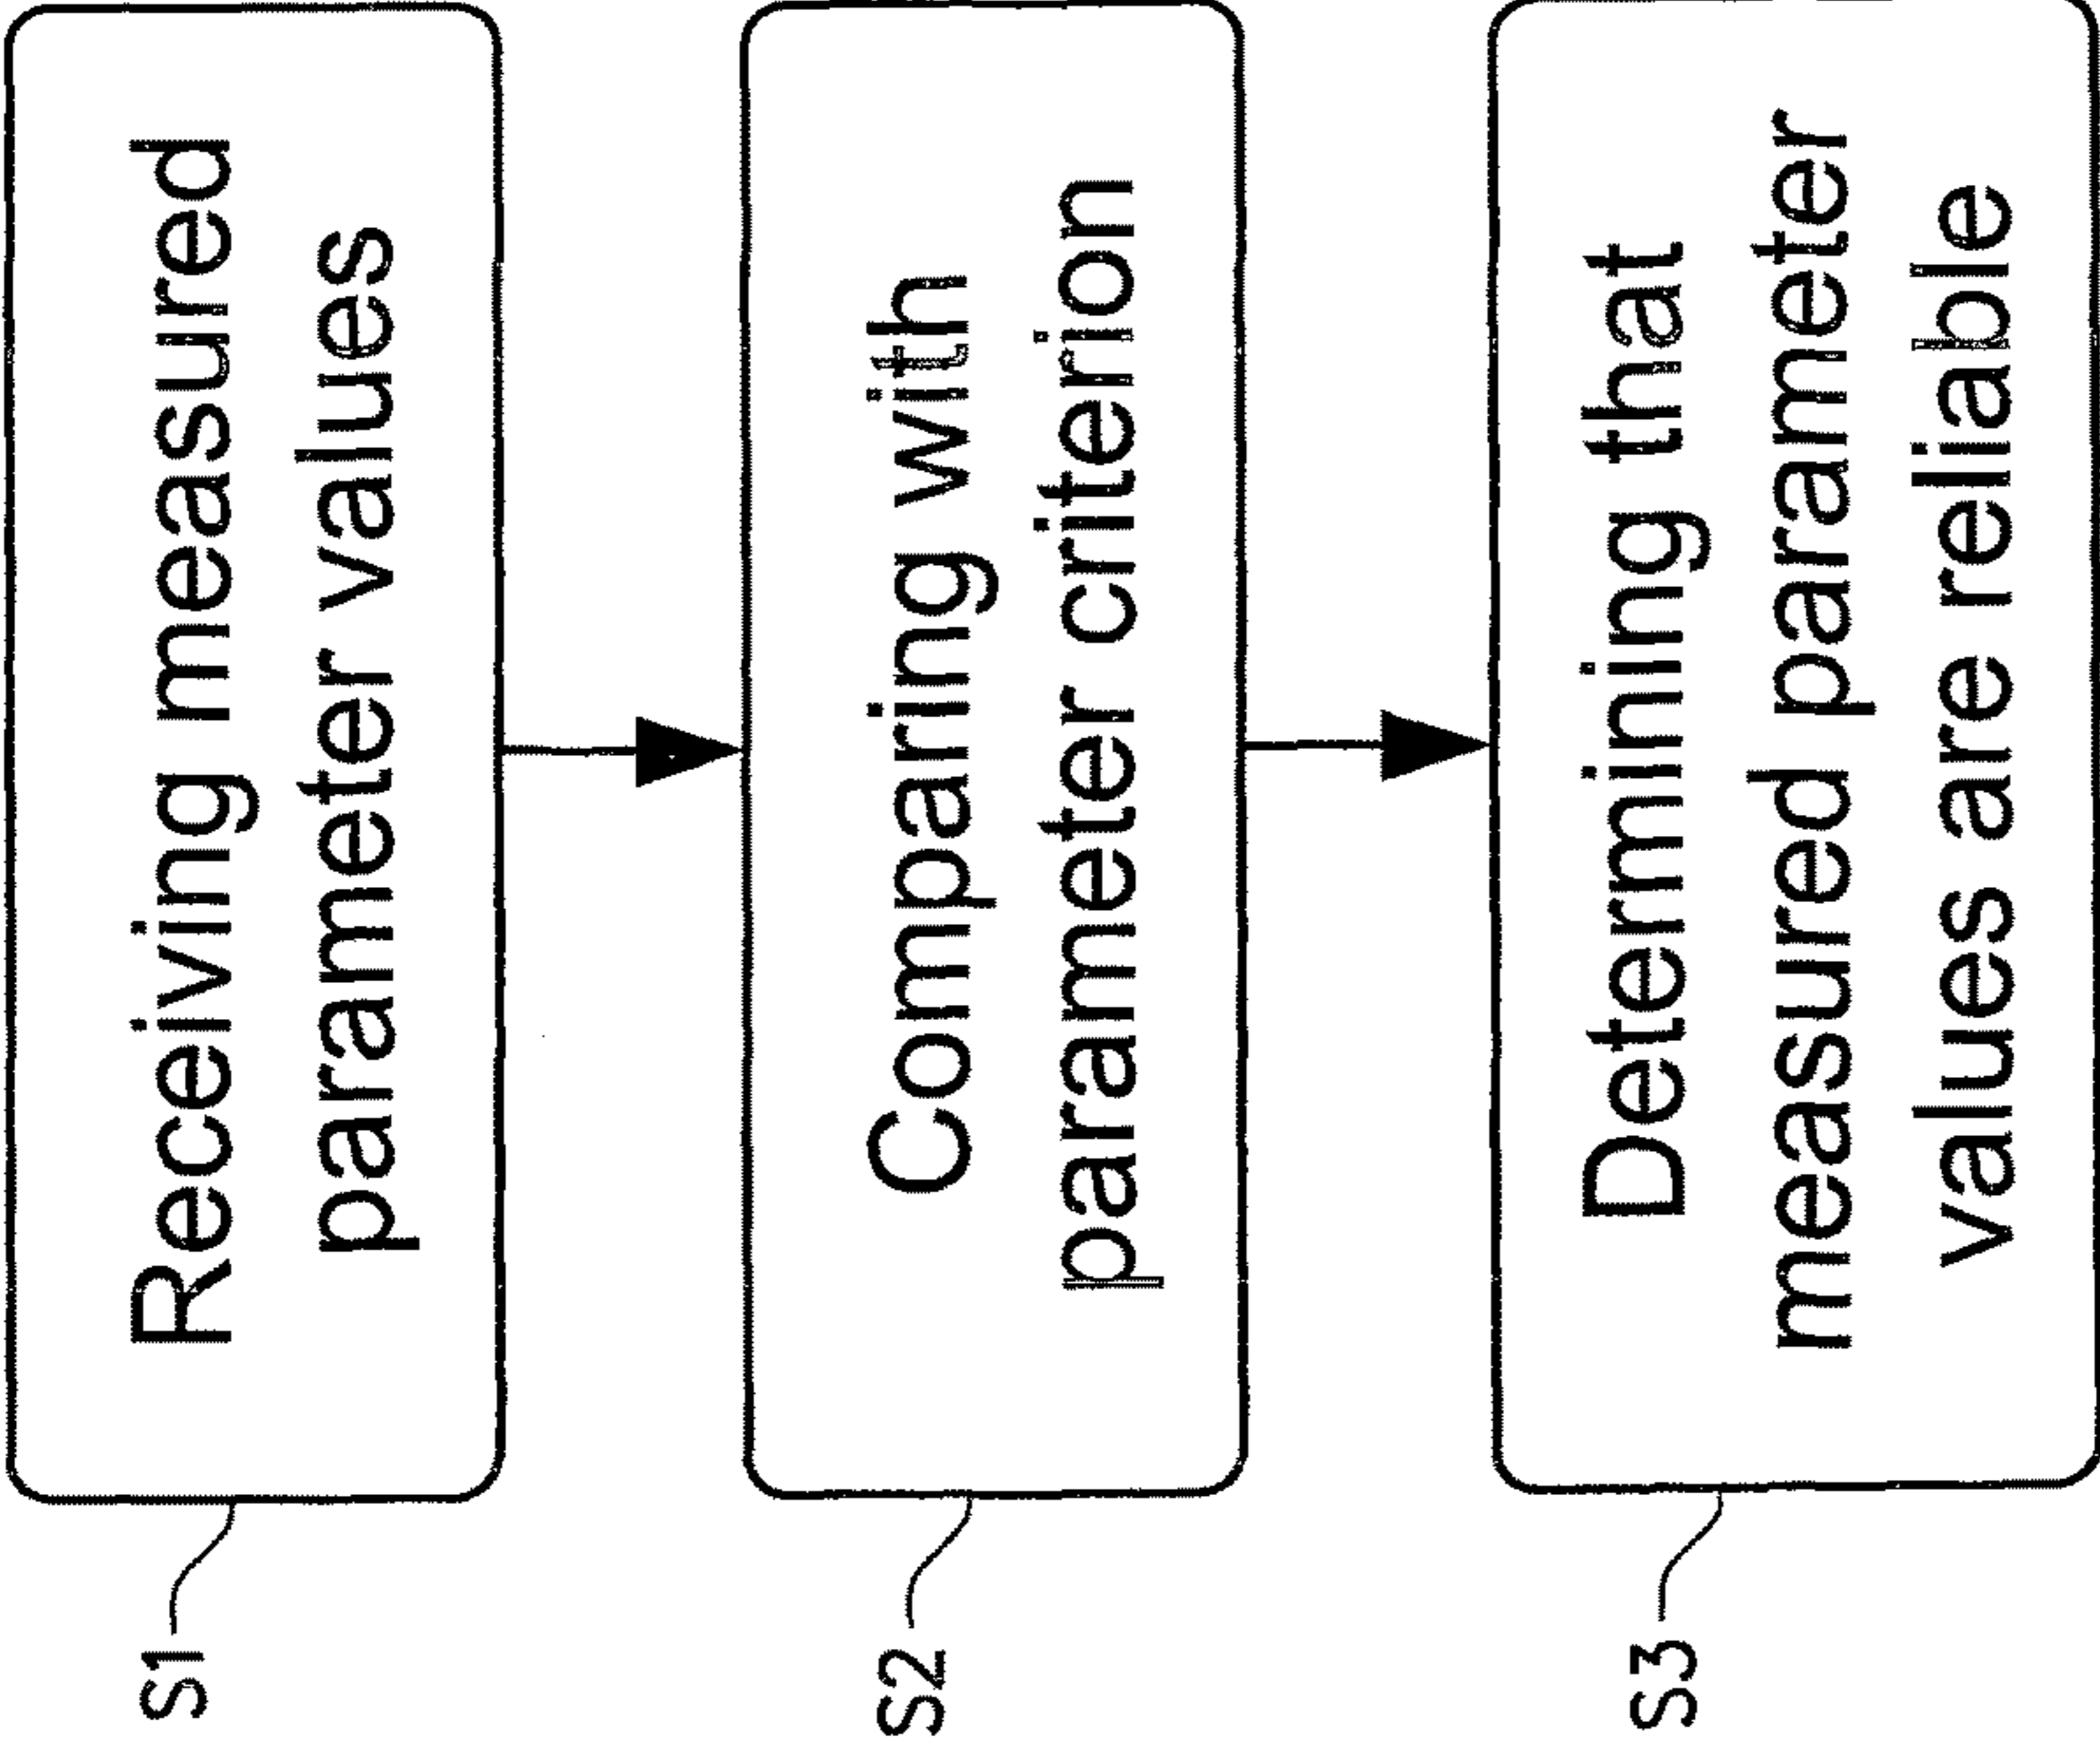 S1
Receiving measured
parameter values
S2
Comparing with
parameter criterion
S3
Determining that
measured parameter
values are reliable